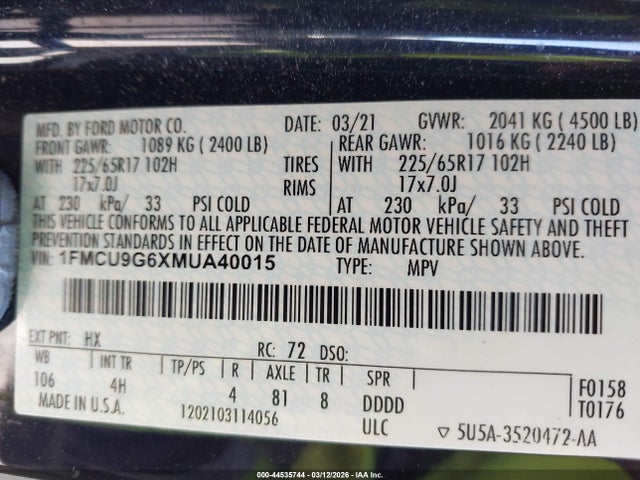 MFD. BY FORD MOTOR CO. DATE: 03/21 GVWR: 2041 KG ( 4500 LB)
FRONT GAWR: 1089 KG ( 2400 LB) REAR GAWR: 1016 KG ( 2240 LB)
WITH 225/65R17 102H TIRES WITH 225/65R17 102H
17x7.0J RIMS 17x7.0J
AT 230 kPa/ 33 PSI COLD AT 230 kPa/ 33 PSI COLD
THIS VEHICLE CONFORMS TO ALL APPLICABLE FEDERAL MOTOR VEHICLE SAFETY AND THEFT
PREVENTION STANDARDS IN EFFECT ON THE DATE OF MANUFACTURE SHOWN ABOVE.
VIN: 1FMCU9G6XMUA40015 TYPE: MPV
EXT PNT: HX RC: 72 DSO:
WB INT TR TP/PS R AXLE TR SPR F0158
106 4H 4 81 8 DDDD T0176
MADE IN U.S.A. 1202103114056 ULC ▽ 5U5A-3520472-AA
000-44535744 - 03/12/2026 - IAA, Inc.